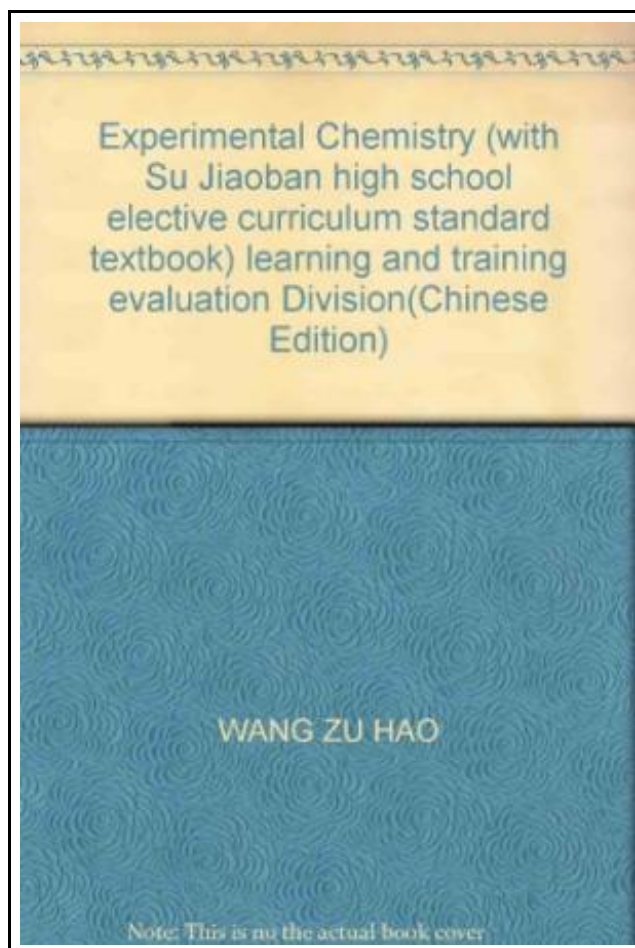 Experimental Chemistry (with
Su Jiaoban high school
elective curriculum standard
textbook) learning and training
evaluation Division(Chinese
Edition)
WANG ZU HAO
Note: This is no the actual book cover